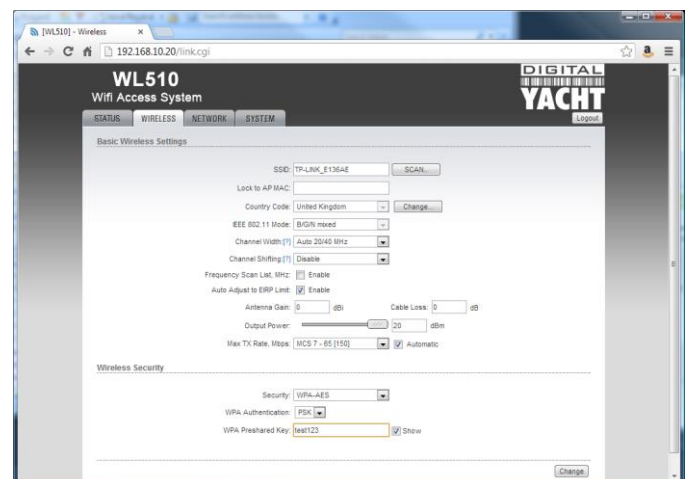 [WL510] - Wireless
192.168.10.20/link.cgi
WL510
Wifi Access System
DIGITAL
YACHT
STATUS WIRELESS NETWORK SYSTEM Logout
Basic Wireless Settings
SSID: TP-LINK_E136AE SCAN...
Lock to AP MAC:
Country Code: United Kingdom Change...
IEEE 802.11 Mode: B/G/N mixed
Channel Width:[?] Auto 20/40 MHz
Channel Shifting:[?] Disable
Frequency Scan List, MHz: Enable
Auto Adjust to EIRP Limit: Enable
Antenna Gain: 0 dBi Cable Loss: 0 dB
Output Power: 20 dBm
Max TX Rate, Mbps: MCS 7 - 65 [150] Automatic
Wireless Security
Security: WPA-AES
WPA Authentication: PSK
WPA Preshared Key: test123 Show
Change